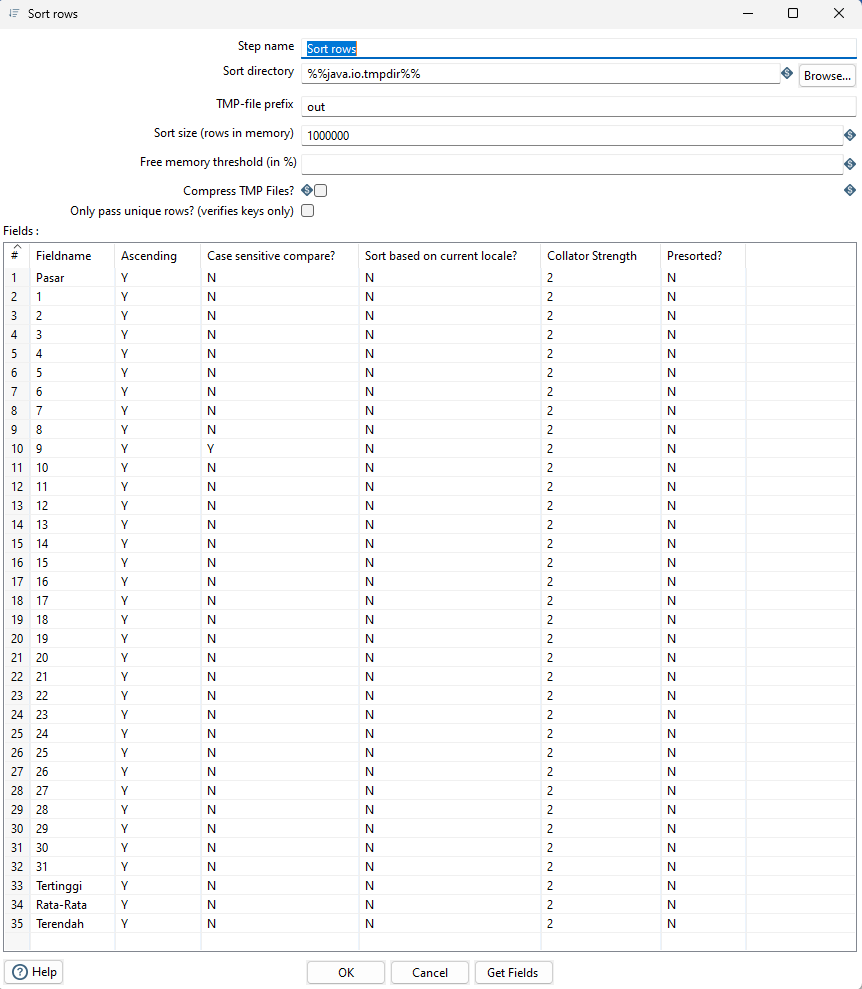 Sort rows
Step name Sort rows
Sort directory %%java.io.tmpdir%% Browse...
TMP-file prefix out
Sort size (rows in memory) 1000000
Free memory threshold (in %)
Compress TMP Files?
Only pass unique rows? (verifies keys only)
Fields :
# Fieldname Ascending Case sensitive compare? Sort based on current locale? Collator Strength Presorted?
1 Pasar Y N N 2 N
2 1 Y N N 2 N
3 2 Y N N 2 N
4 3 Y N N 2 N
5 4 Y N N 2 N
6 5 Y N N 2 N
7 6 Y N N 2 N
8 7 Y N N 2 N
9 8 Y N N 2 N
10 9 Y Y N 2 N
11 10 Y N N 2 N
12 11 Y N N 2 N
13 12 Y N N 2 N
14 13 Y N N 2 N
15 14 Y N N 2 N
16 15 Y N N 2 N
17 16 Y N N 2 N
18 17 Y N N 2 N
19 18 Y N N 2 N
20 19 Y N N 2 N
21 20 Y N N 2 N
22 21 Y N N 2 N
23 22 Y N N 2 N
24 23 Y N N 2 N
25 24 Y N N 2 N
26 25 Y N N 2 N
27 26 Y N N 2 N
28 27 Y N N 2 N
29 28 Y N N 2 N
30 29 Y N N 2 N
31 30 Y N N 2 N
32 31 Y N N 2 N
33 Tertinggi Y N N 2 N
34 Rata-Rata Y N N 2 N
35 Terendah Y N N 2 N
Help OK Cancel Get Fields